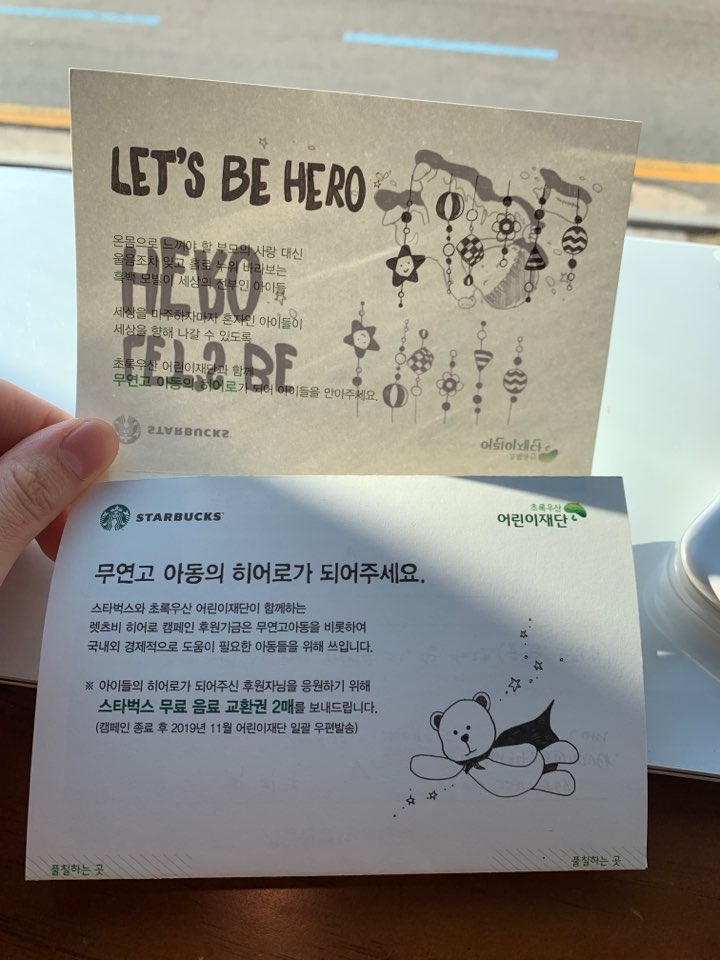 LET'S BE HERO
온몸으로 느껴야 할 부모의 사랑 대신
울음조차 잊고 홀로 누워 바라보는
흑백 모빌이 세상의 전부인 아이들
세상을 마주하자마자 혼자인 아이들이
세상을 향해 나갈 수 있도록
초록우산 어린이재단과 함께
무연고 아동의 히어로가 되어 아이들을 안아주세요.
HERO
LET'S BE
STARBUCKS
초록우산
어린이재단
STARBUCKS
초록우산
어린이재단
무연고 아동의 히어로가 되어주세요.
스타벅스와 초록우산 어린이재단이 함께하는
렛츠비 히어로 캠페인 후원기금은 무연고아동을 비롯하여
국내외 경제적으로 도움이 필요한 아동들을 위해 쓰입니다.
※ 아이들의 히어로가 되어주신 후원자님을 응원하기 위해
스타벅스 무료 음료 교환권 2매를 보내드립니다.
(캠페인 종료 후 2019년 11월 어린이재단 일괄 우편발송)
풀칠하는 곳
풀칠하는 곳